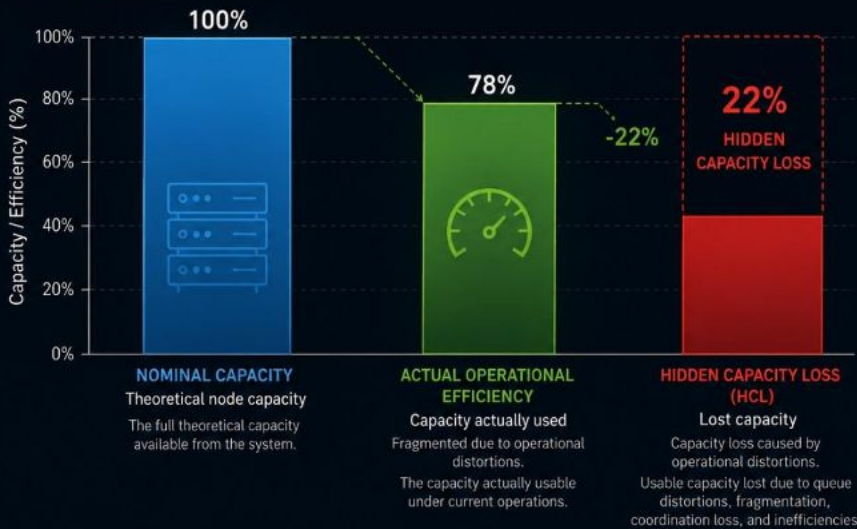 100%
Capacity / Efficiency (%)
100%
80%
60%
40%
20%
0%
78%
-22%
22%
HIDDEN
CAPACITY LOSS
NOMINAL CAPACITY
Theoretical node capacity
The full theoretical capacity
available from the system.
ACTUAL OPERATIONAL
EFFICIENCY
Capacity actually used
Fragmented due to operational
distortions.
The capacity actually usable
under current operations.
HIDDEN CAPACITY LOSS
(HCL)
Lost capacity
Capacity loss caused by
operational distortions.
Usable capacity lost due to queue
distortions, fragmentation,
coordination loss, and inefficiencies